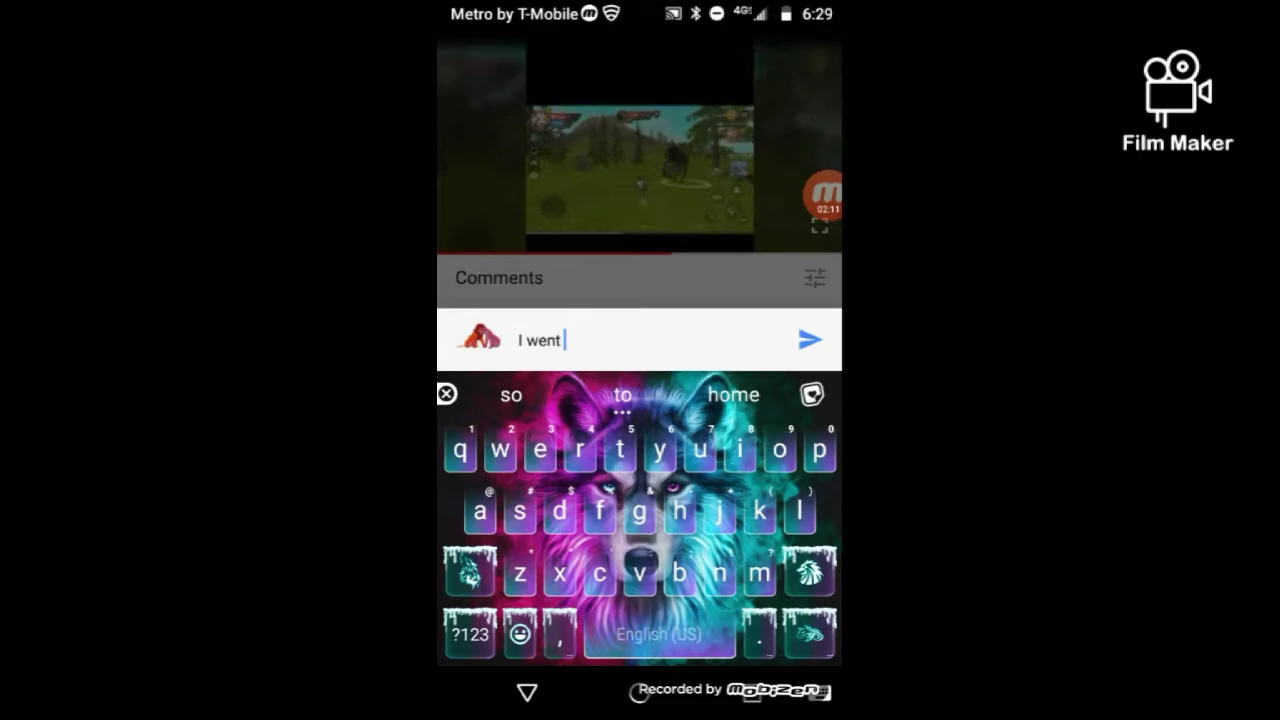 Metro by T-Mobile 4G 6:29
Film Maker
02:11
Comments
I went
so to home
1 2 3 4 5 6 7 8 9 0
q w e r t y u i o p
@ # $ & + ( )
a s d f g h j k l
* : ; ! ?
z x c v b n m
?123 , English (US) .
Recorded by mobizen